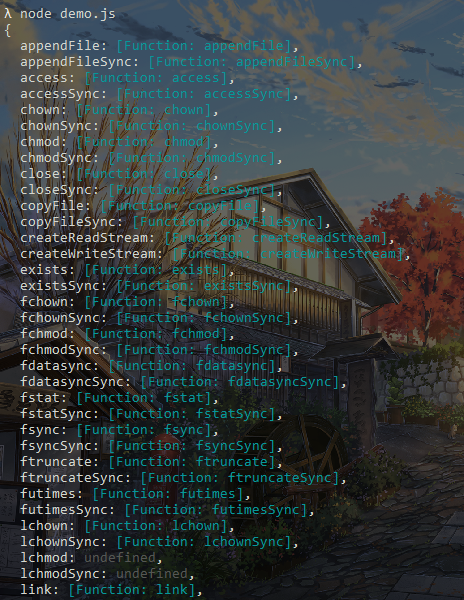 λ node demo.js
{
  appendFile: [Function: appendFile],
  appendFileSync: [Function: appendFileSync],
  access: [Function: access],
  accessSync: [Function: accessSync],
  chown: [Function: chown],
  chownSync: [Function: chownSync],
  chmod: [Function: chmod],
  chmodSync: [Function: chmodSync],
  close: [Function: close],
  closeSync: [Function: closeSync],
  copyFile: [Function: copyFile],
  copyFileSync: [Function: copyFileSync],
  createReadStream: [Function: createReadStream],
  createWriteStream: [Function: createWriteStream],
  exists: [Function: exists],
  existsSync: [Function: existsSync],
  fchown: [Function: fchown],
  fchownSync: [Function: fchownSync],
  fchmod: [Function: fchmod],
  fchmodSync: [Function: fchmodSync],
  fdatasync: [Function: fdatasync],
  fdatasyncSync: [Function: fdatasyncSync],
  fstat: [Function: fstat],
  fstatSync: [Function: fstatSync],
  fsync: [Function: fsync],
  fsyncSync: [Function: fsyncSync],
  ftruncate: [Function: ftruncate],
  ftruncateSync: [Function: ftruncateSync],
  futimes: [Function: futimes],
  futimesSync: [Function: futimesSync],
  lchown: [Function: lchown],
  lchownSync: [Function: lchownSync],
  lchmod: undefined,
  lchmodSync: undefined,
  link: [Function: link],